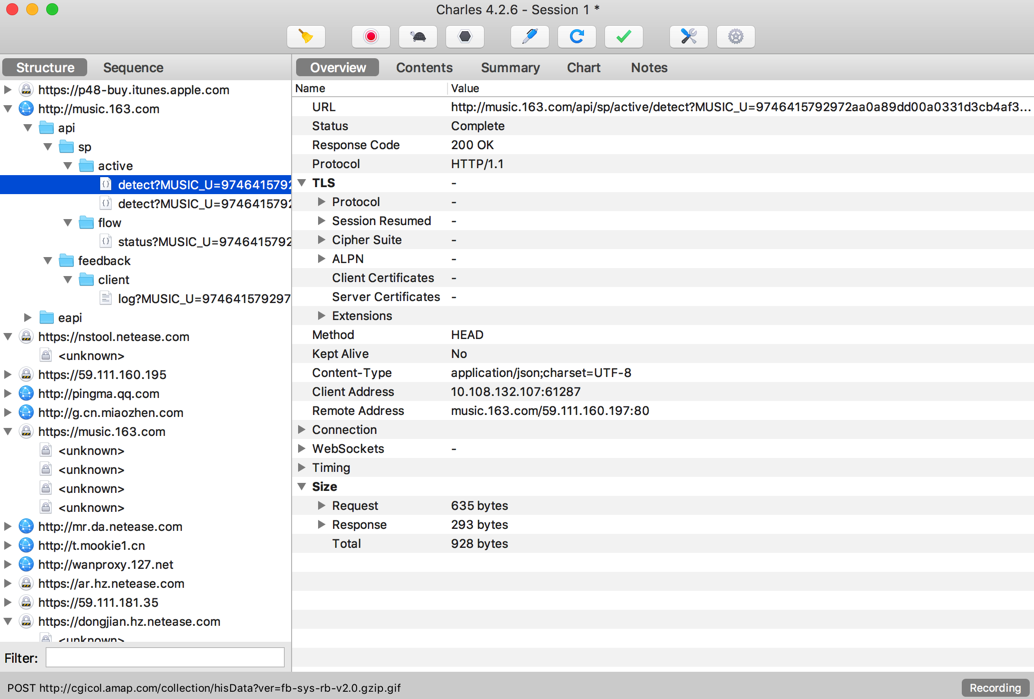 Charles 4.2.6 - Session 1 *
Structure
Sequence
https://p48-buy.itunes.apple.com
http://music.163.com
api
sp
active
detect?MUSIC_U=9746415792
detect?MUSIC_U=9746415792
flow
status?MUSIC_U=9746415792
feedback
client
log?MUSIC_U=974641579297
eapi
https://nstool.netease.com
<unknown>
https://59.111.160.195
http://pingma.qq.com
http://g.cn.miaozhen.com
https://music.163.com
<unknown>
<unknown>
<unknown>
<unknown>
http://mr.da.netease.com
http://t.mookie1.cn
http://wanproxy.127.net
https://ar.hz.netease.com
https://59.111.181.35
https://dongjian.hz.netease.com
<unknown>
Filter:
Overview
Contents
Summary
Chart
Notes
Name Value
URL http://music.163.com/api/sp/active/detect?MUSIC_U=9746415792972aa0a89dd00a0331d3cb4af3...
Status Complete
Response Code 200 OK
Protocol HTTP/1.1
TLS -
Protocol -
Session Resumed -
Cipher Suite -
ALPN -
Client Certificates -
Server Certificates -
Extensions
Method HEAD
Kept Alive No
Content-Type application/json;charset=UTF-8
Client Address 10.108.132.107:61287
Remote Address music.163.com/59.111.160.197:80
Connection
WebSockets -
Timing
Size
Request 635 bytes
Response 293 bytes
Total 928 bytes
POST http://cgicol.amap.com/collection/hisData?ver=fb-sys-rb-v2.0.gzip.gif
Recording